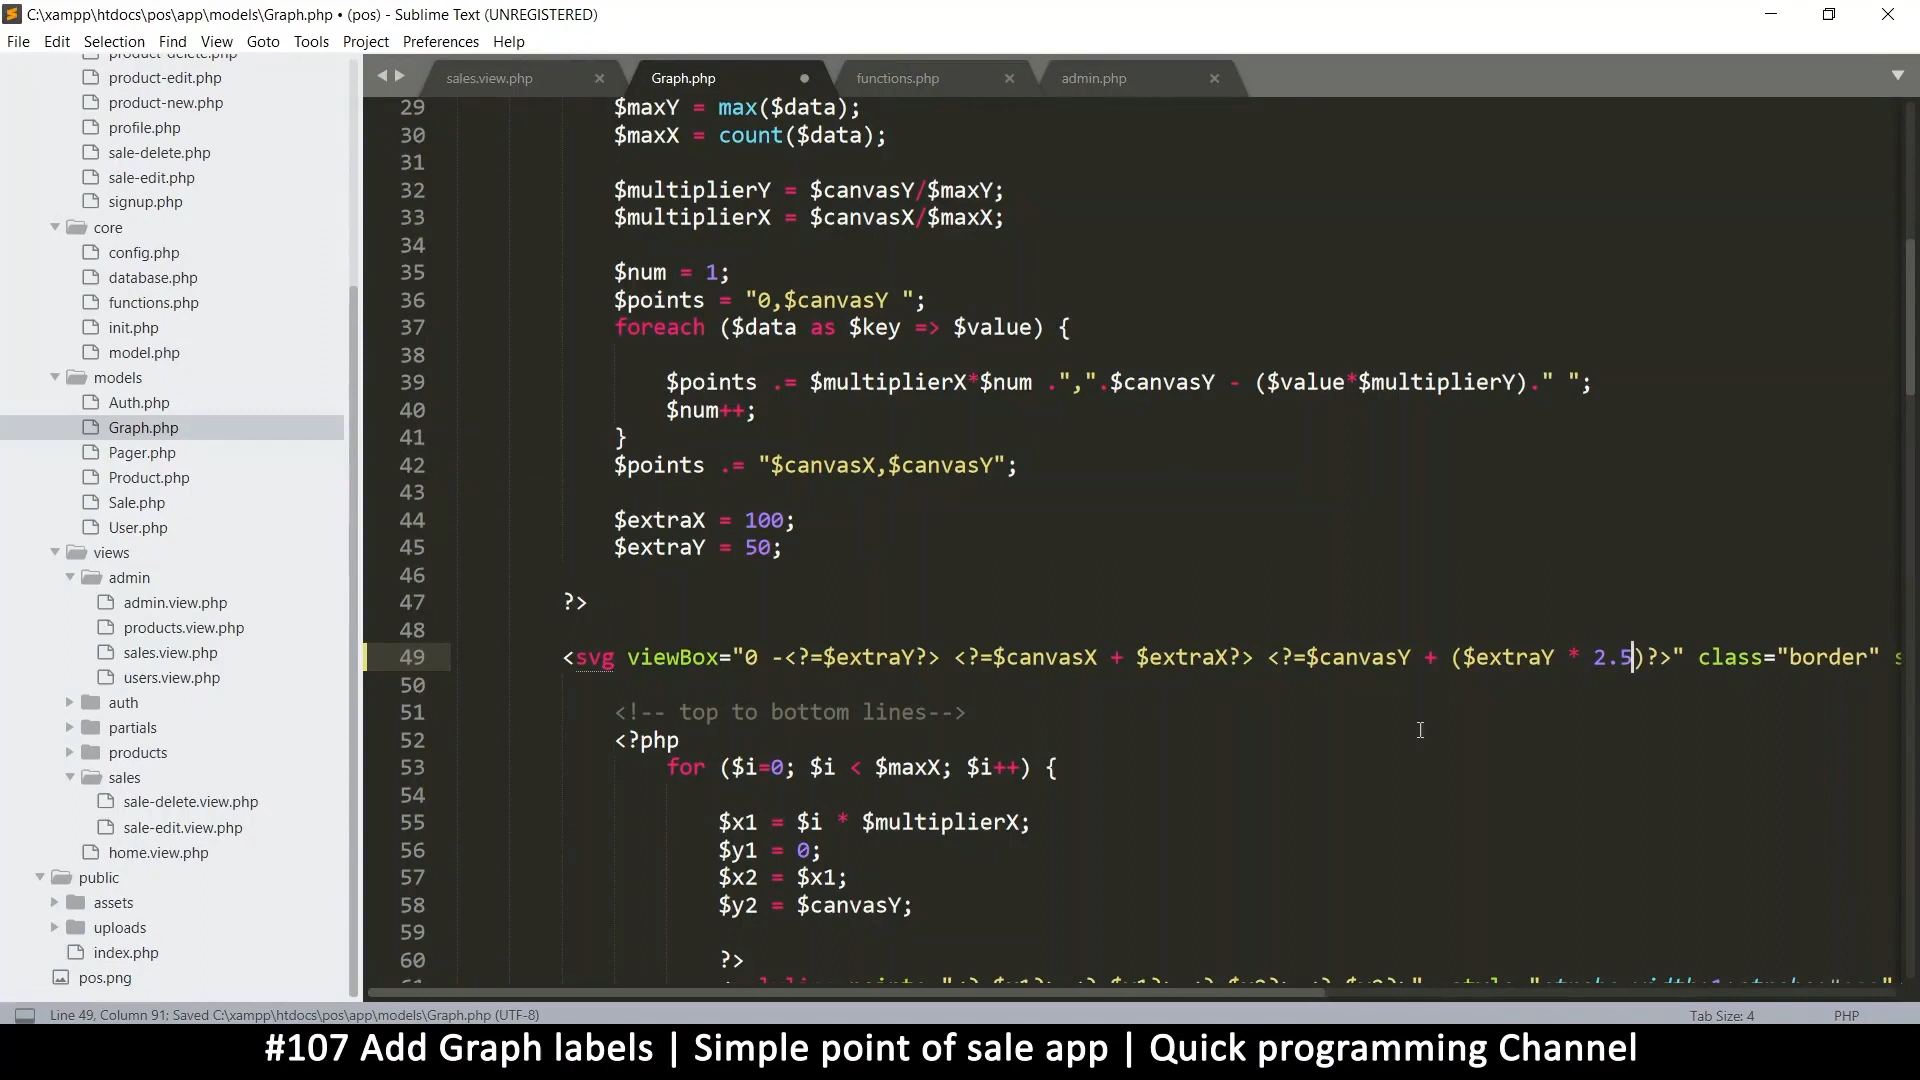 C:\xampp\htdocs\pos\app\models\Graph.php • (pos) - Sublime Text (UNREGISTERED)
File Edit Selection Find View Goto Tools Project Preferences Help
product-delete.php
product-edit.php
product-new.php
profile.php
sale-delete.php
sale-edit.php
signup.php
core
config.php
database.php
functions.php
init.php
model.php
models
Auth.php
Graph.php
Pager.php
Product.php
Sale.php
User.php
views
admin
admin.view.php
products.view.php
sales.view.php
users.view.php
auth
partials
products
sales
sale-delete.view.php
sale-edit.view.php
home.view.php
public
assets
uploads
index.php
pos.png
sales.view.php Graph.php functions.php admin.php
29 $maxY = max($data);
30 $maxX = count($data);
31
32 $multiplierY = $canvasY/$maxY;
33 $multiplierX = $canvasX/$maxX;
34
35 $num = 1;
36 $points = "0,$canvasY ";
37 foreach ($data as $key => $value) {
38
39 $points .= $multiplierX*$num .",".$canvasY - ($value*$multiplierY)." ";
40 $num++;
41 }
42 $points .= "$canvasX,$canvasY";
43
44 $extraX = 100;
45 $extraY = 50;
46
47 ?>
48
49 <svg viewBox="0 -<?=$extraY?> <?=$canvasX + $extraX?> <?=$canvasY + ($extraY * 2.5)?>" class="border" s
50
51 <!-- top to bottom lines-->
52 <?php
53 for ($i=0; $i < $maxX; $i++) {
54
55 $x1 = $i * $multiplierX;
56 $y1 = 0;
57 $x2 = $x1;
58 $y2 = $canvasY;
59
60 ?>
Line 49, Column 91; Saved C:\xampp\htdocs\pos\app\models\Graph.php (UTF-8) Tab Size: 4 PHP
#107 Add Graph labels | Simple point of sale app | Quick programming Channel